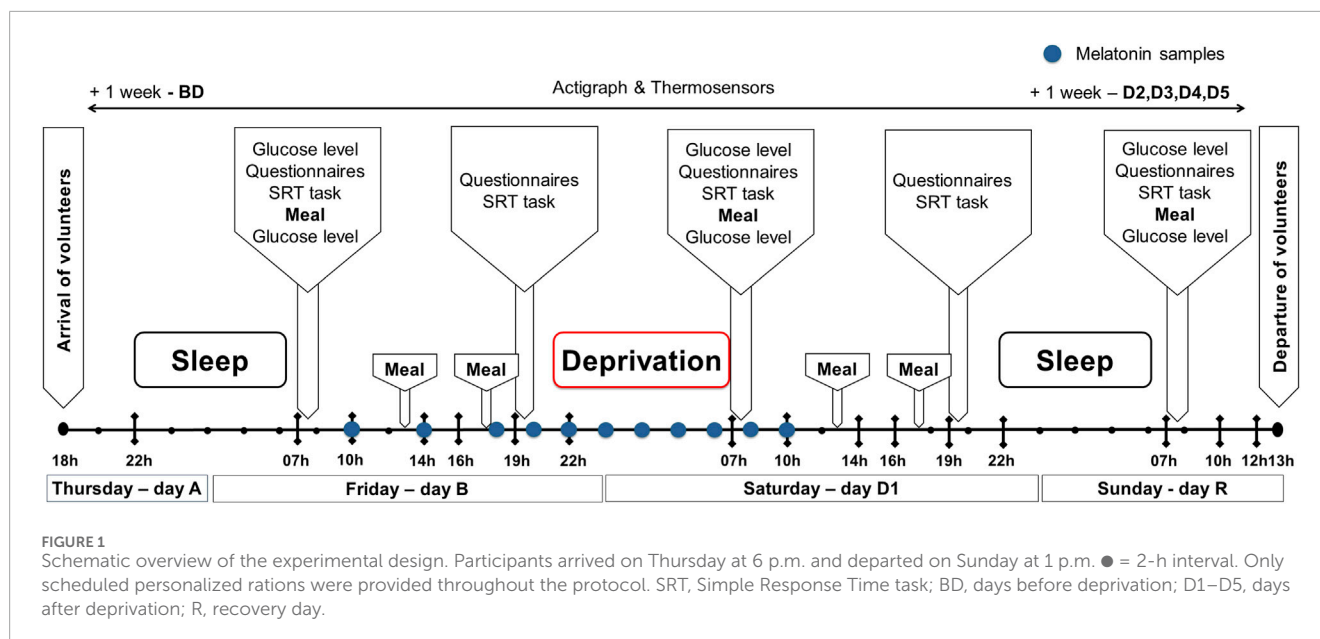 Melatonin samples
+ 1 week - BD
Actigraph & Thermosensors
+ 1 week – D2,D3,D4,D5
Arrival of volunteers
Glucose level
Questionnaires
SRT task
Meal
Glucose level
Questionnaires
SRT task
Glucose level
Questionnaires
SRT task
Meal
Glucose level
Questionnaires
SRT task
Glucose level
Questionnaires
SRT task
Meal
Glucose level
Departure of volunteers
Sleep
Meal
Meal
Deprivation
Meal
Meal
Sleep
18h 22h 07h 10h 14h 16h 19h 22h 07h 10h 14h 16h 19h 22h 07h 10h 12h13h
Thursday – day A
Friday – day B
Saturday – day D1
Sunday - day R
FIGURE 1
Schematic overview of the experimental design. Participants arrived on Thursday at 6 p.m. and departed on Sunday at 1 p.m. ● = 2-h interval. Only
scheduled personalized rations were provided throughout the protocol. SRT, Simple Response Time task; BD, days before deprivation; D1–D5, days
after deprivation; R, recovery day.